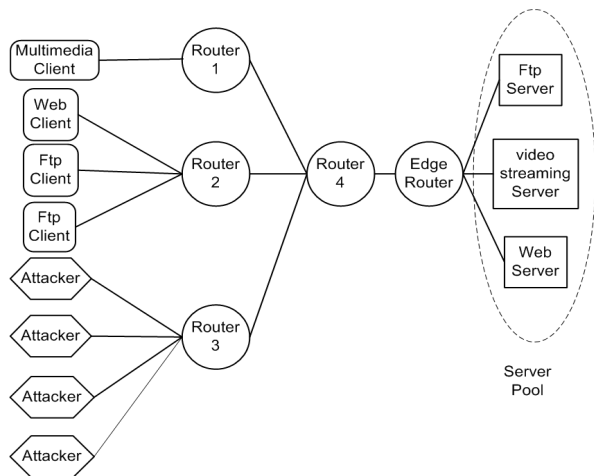 Multimedia
Client
Router
1
Web
Client
Ftp
Client
Ftp
Client
Router
2
Attacker
Attacker
Attacker
Attacker
Router
3
Router
4
Edge
Router
Ftp
Server
video
streaming
Server
Web
Server
Server
Pool